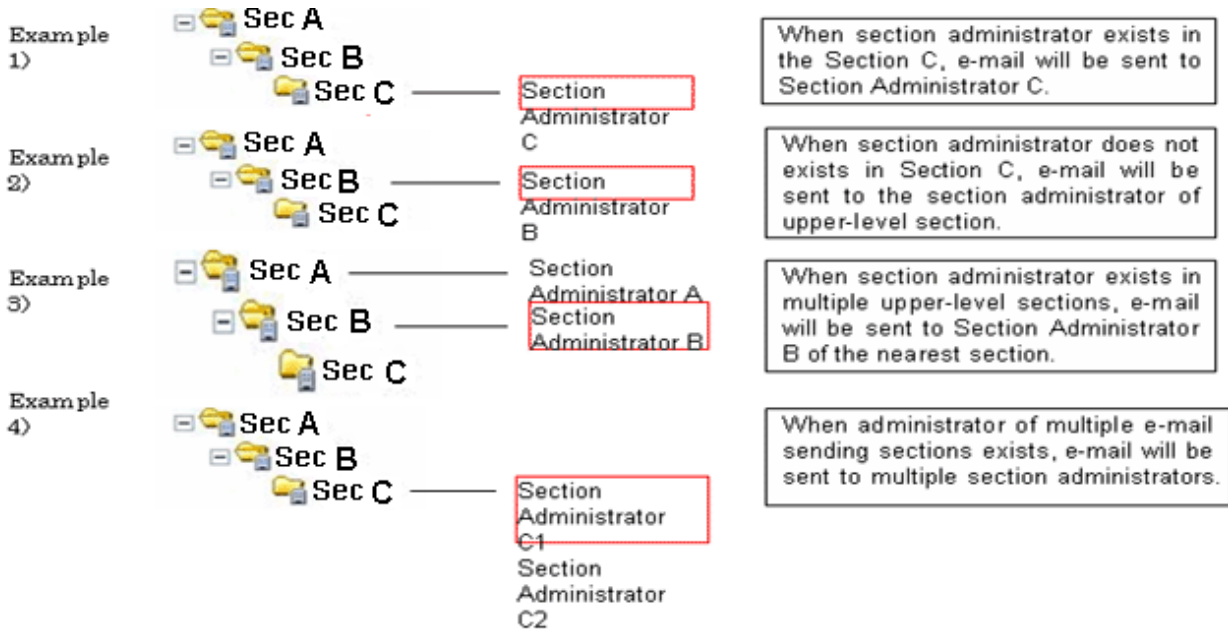 Example
1)
Sec A
Sec B
Sec C
Section
Administrator
C
When section administrator exists in
the Section C, e-mail will be sent to
Section Administrator C.
Example
2)
Sec A
Sec B
Sec C
Section
Administrator
B
When section administrator does not
exists in Section C, e-mail will be
sent to the section administrator of
upper-level section.
Example
3)
Sec A
Sec B
Sec C
Section
Administrator A
Section
Administrator B
When section administrator exists in
multiple upper-level sections, e-mail
will be sent to Section Administrator
B of the nearest section.
Example
4)
Sec A
Sec B
Sec C
Section
Administrator
C1
Section
Administrator
C2
When administrator of multiple e-mail
sending sections exists, e-mail will be
sent to multiple section administrators.